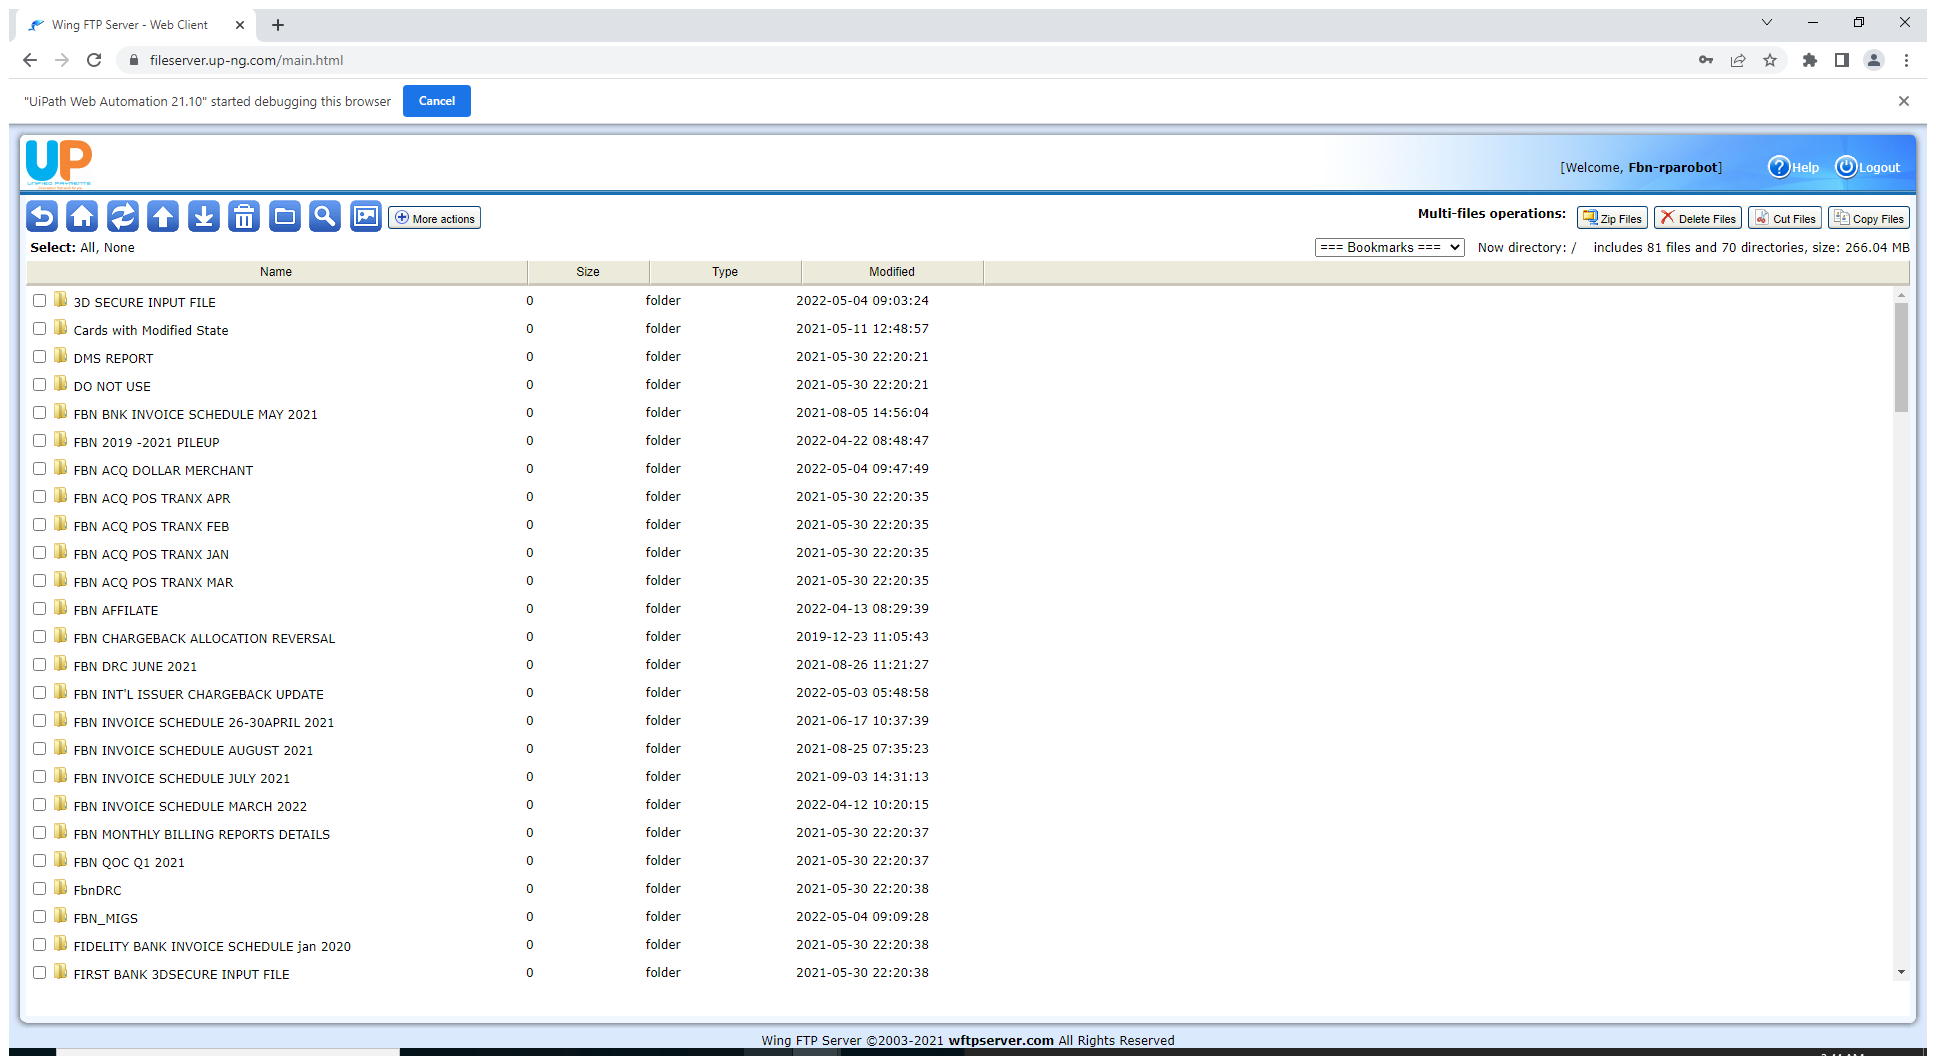 Wing FTP Server - Web Client
fileserver.up-ng.com/main.html
"UiPath Web Automation 21.10" started debugging this browser Cancel
UP
UNIFIED PAYMENTS
[Welcome, Fbn-rparobot] Help Logout
More actions Multi-files operations: Zip Files Delete Files Cut Files Copy Files
Select: All, None === Bookmarks === Now directory: / includes 81 files and 70 directories, size: 266.04 MB
Name Size Type Modified
3D SECURE INPUT FILE 0 folder 2022-05-04 09:03:24
Cards with Modified State 0 folder 2021-05-11 12:48:57
DMS REPORT 0 folder 2021-05-30 22:20:21
DO NOT USE 0 folder 2021-05-30 22:20:21
FBN BNK INVOICE SCHEDULE MAY 2021 0 folder 2021-08-05 14:56:04
FBN 2019 -2021 PILEUP 0 folder 2022-04-22 08:48:47
FBN ACQ DOLLAR MERCHANT 0 folder 2022-05-04 09:47:49
FBN ACQ POS TRANX APR 0 folder 2021-05-30 22:20:35
FBN ACQ POS TRANX FEB 0 folder 2021-05-30 22:20:35
FBN ACQ POS TRANX JAN 0 folder 2021-05-30 22:20:35
FBN ACQ POS TRANX MAR 0 folder 2021-05-30 22:20:35
FBN AFFILATE 0 folder 2022-04-13 08:29:39
FBN CHARGEBACK ALLOCATION REVERSAL 0 folder 2019-12-23 11:05:43
FBN DRC JUNE 2021 0 folder 2021-08-26 11:21:27
FBN INT'L ISSUER CHARGEBACK UPDATE 0 folder 2022-05-03 05:48:58
FBN INVOICE SCHEDULE 26-30APRIL 2021 0 folder 2021-06-17 10:37:39
FBN INVOICE SCHEDULE AUGUST 2021 0 folder 2021-08-25 07:35:23
FBN INVOICE SCHEDULE JULY 2021 0 folder 2021-09-03 14:31:13
FBN INVOICE SCHEDULE MARCH 2022 0 folder 2022-04-12 10:20:15
FBN MONTHLY BILLING REPORTS DETAILS 0 folder 2021-05-30 22:20:37
FBN QOC Q1 2021 0 folder 2021-05-30 22:20:37
FbnDRC 0 folder 2021-05-30 22:20:38
FBN_MIGS 0 folder 2022-05-04 09:09:28
FIDELITY BANK INVOICE SCHEDULE jan 2020 0 folder 2021-05-30 22:20:38
FIRST BANK 3DSECURE INPUT FILE 0 folder 2021-05-30 22:20:38
Wing FTP Server ©2003-2021 wftpserver.com All Rights Reserved